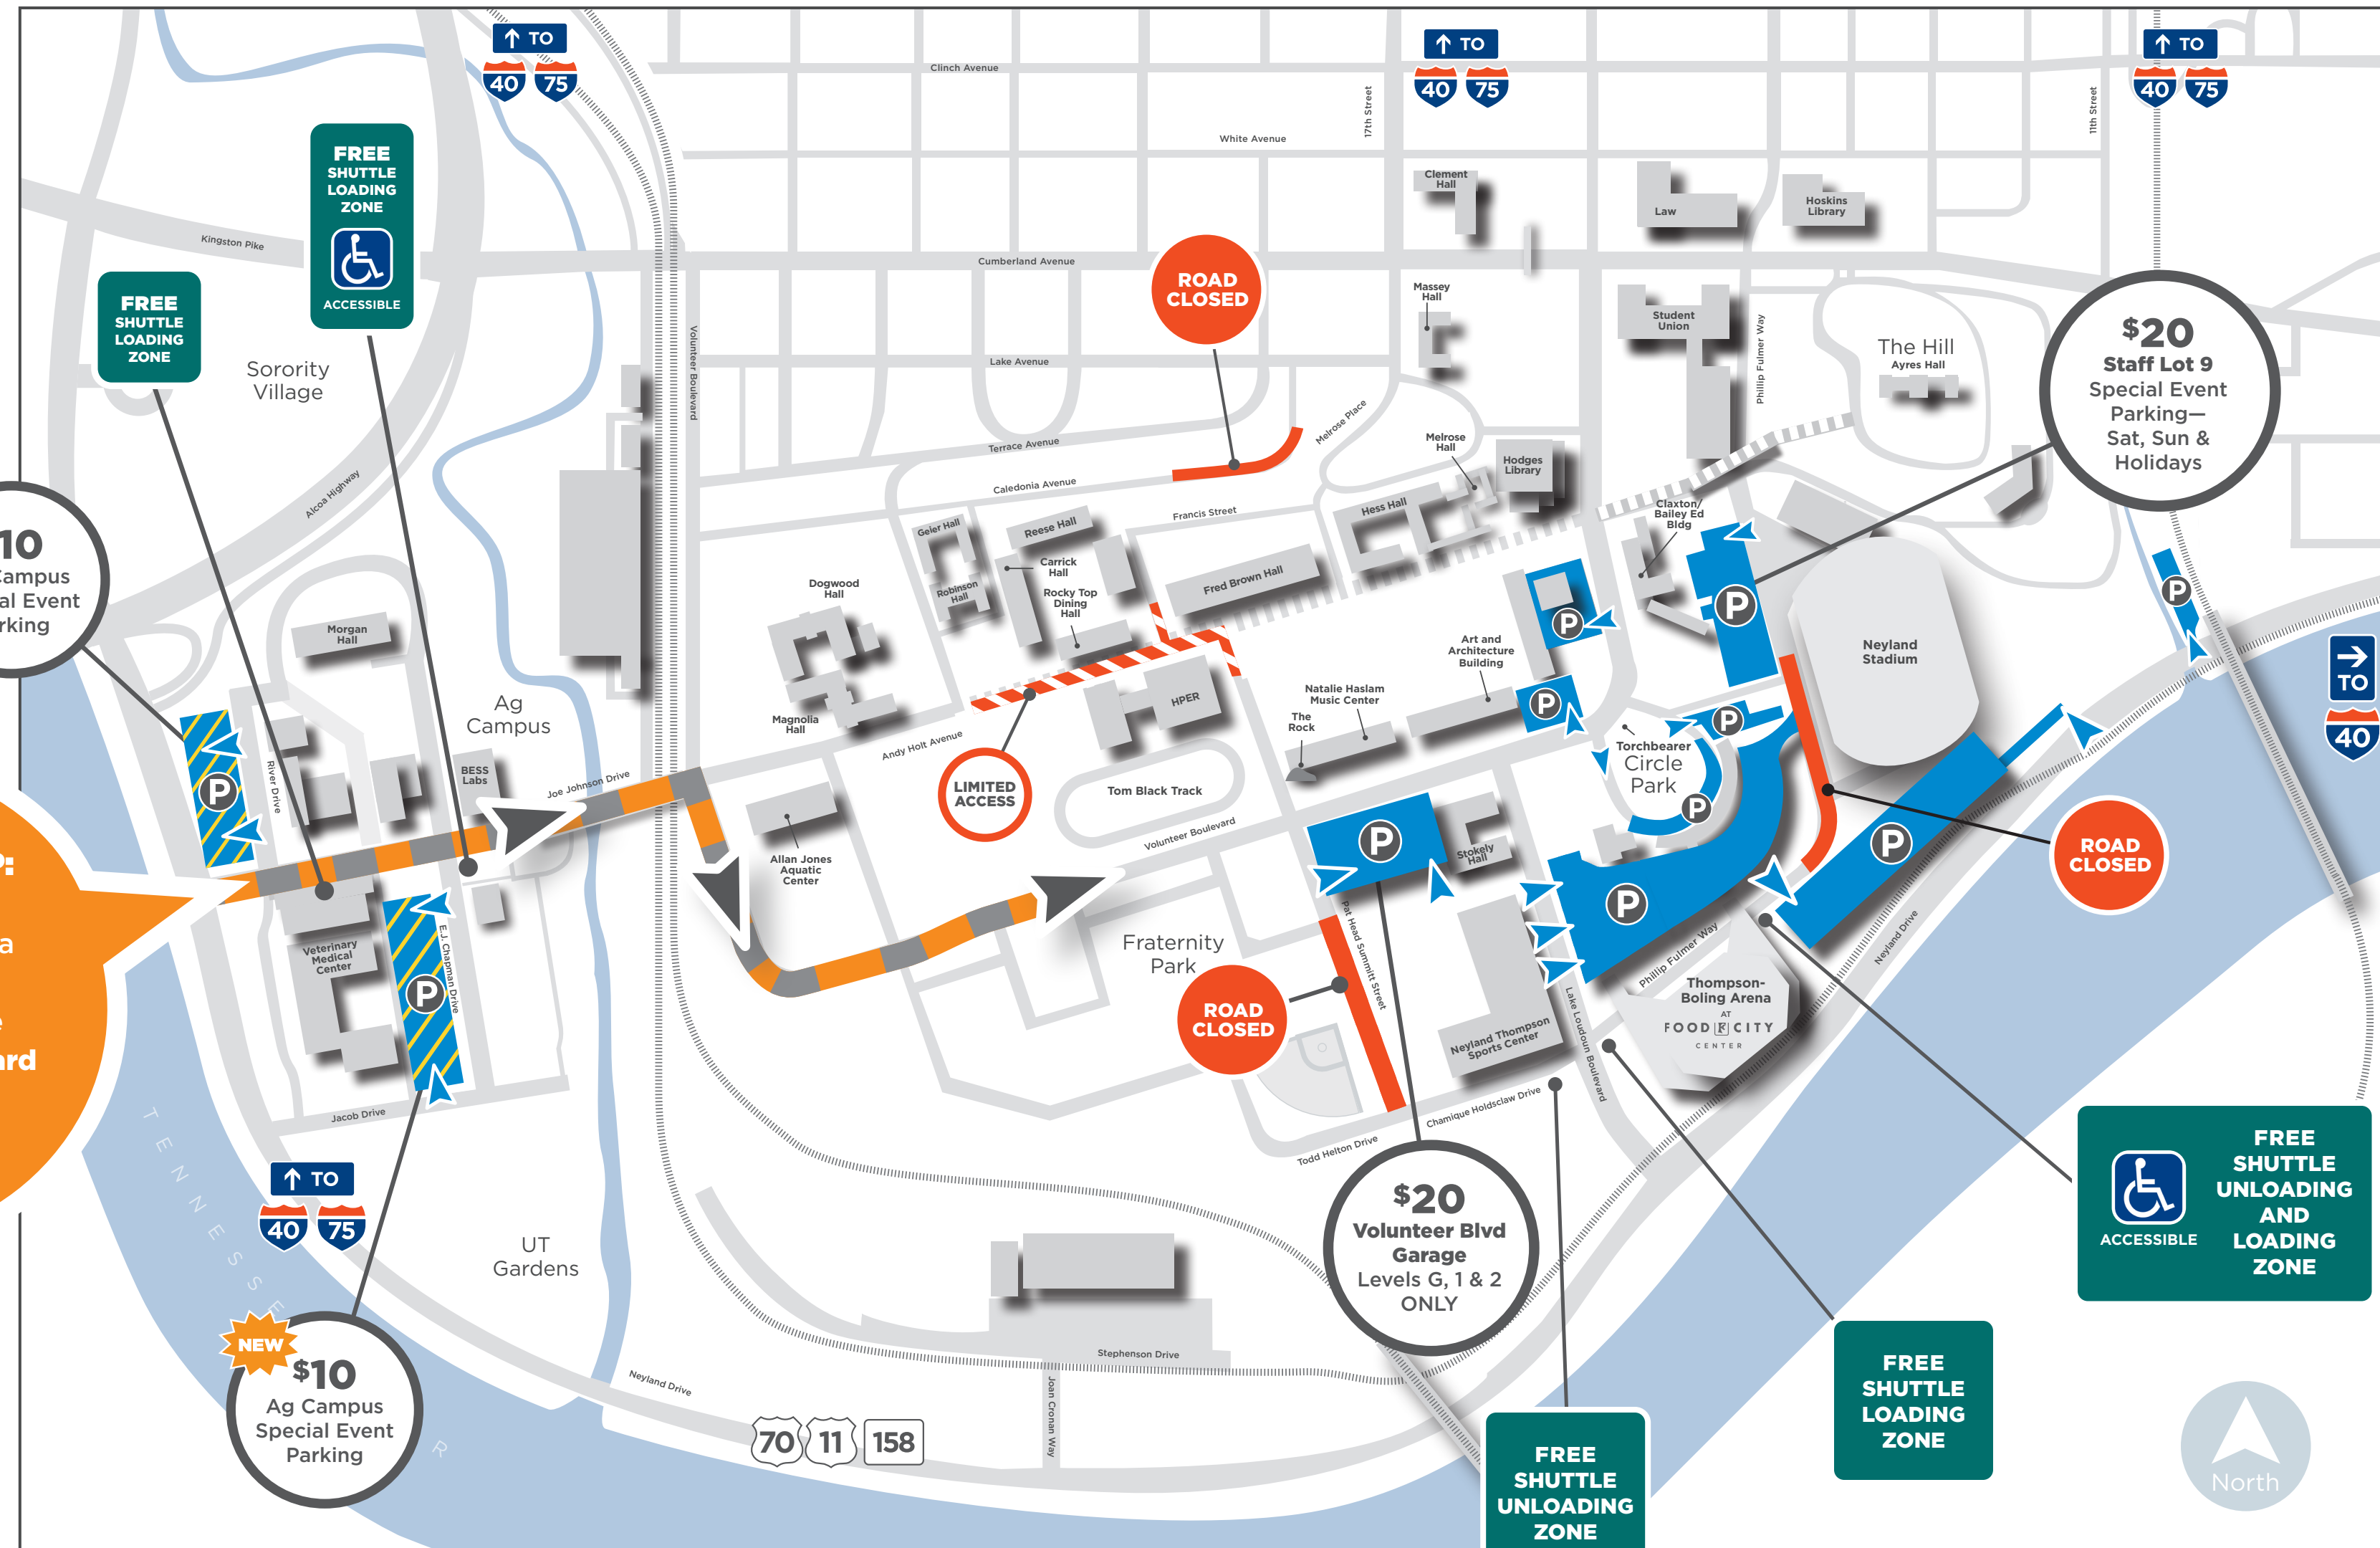 ↑ TO
40 75
↑ TO
40 75
↑ TO
40 75
Clinch Avenue
White Avenue
17th Street
11th Street
Kingston Pike
Cumberland Avenue
FREE
SHUTTLE
LOADING
ZONE
ACCESSIBLE
FREE
SHUTTLE
LOADING
ZONE
Sorority
Village
Alcoa Highway
Volunteer Boulevard
Lake Avenue
Terrace Avenue
Caledonia Avenue
Francis Street
Melrose Place
ROAD
CLOSED
Clement
Hall
Law
Hoskins
Library
Massey
Hall
Student
Union
Phillip Fulmer Way
The Hill
Ayres Hall
$20
Staff Lot 9
Special Event
Parking—
Sat, Sun &
Holidays
Melrose
Hall
Hodges
Library
Hess Hall
Claxton/
Bailey Ed
Bldg
Geier Hall
Reese Hall
Carrick
Hall
Robinson
Hall
Rocky Top
Dining
Hall
Fred Brown Hall
Dogwood
Hall
Magnolia
Hall
HPER
Art and
Architecture
Building
Natalie Haslam
Music Center
The
Rock
P
P
P
P
P
P
Neyland
Stadium
→
TO
40
10
ampus
al Event
rking
Morgan
Hall
Ag
Campus
P
River Drive
BESS
Labs
Joe Johnson Drive
Andy Holt Avenue
LIMITED
ACCESS
Tom Black Track
Volunteer Boulevard
Allan Jones
Aquatic
Center
Torchbearer
Circle
Park
P
Stokely
Hall
P
P
ROAD
CLOSED
:
a
e
rd
Veterinary
Medical
Center
P
E.J. Chapman Drive
Jacob Drive
Fraternity
Park
ROAD
CLOSED
Pat Head Summitt Street
Neyland Thompson
Sports Center
Lake Loudoun Boulevard
Phillip Fulmer Way
Neyland Drive
Thompson-
Boling Arena
AT
FOOD F CITY
CENTER
Chamique Holdsclaw Drive
Todd Helton Drive
↑ TO
40 75
UT
Gardens
TENNESSE
R
NEW
$10
Ag Campus
Special Event
Parking
Neyland Drive
Stephenson Drive
Joan Cronan Way
70 11 158
$20
Volunteer Blvd
Garage
Levels G, 1 & 2
ONLY
ACCESSIBLE
FREE
SHUTTLE
UNLOADING
AND
LOADING
ZONE
FREE
SHUTTLE
LOADING
ZONE
FREE
SHUTTLE
UNLOADING
ZONE
North